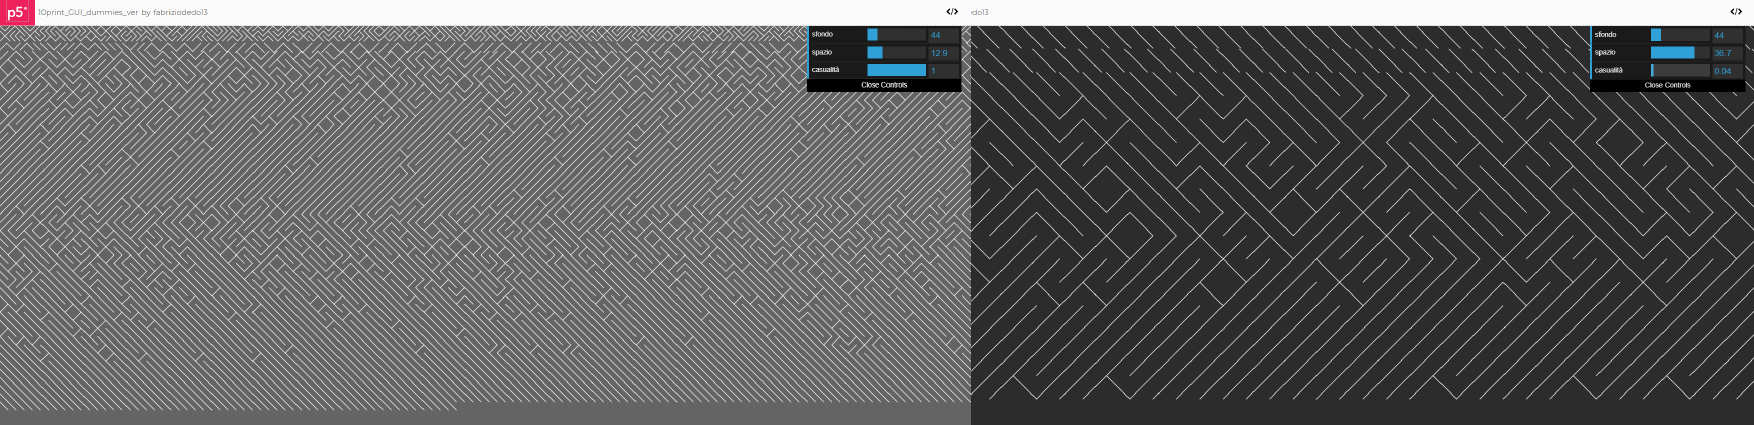 p5* 10print_GUI_dummies_ver by fabriziodedo13 </>
sfondo 44
spazio 12.9
casualità 1
Close Controls
do13 </>
sfondo 44
spazio 36.7
casualità 0.04
Close Controls